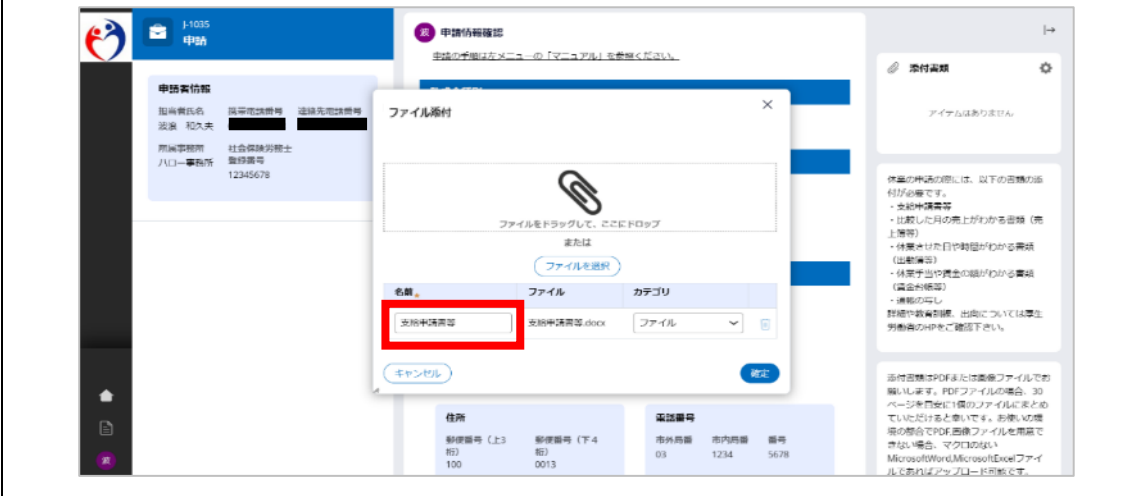 J-1035
申請
申請者情報
担当者氏名 携帯電話番号 連絡先電話番号
波浪 和久夫
所属事務所 社会保険労務士
登録番号
ハロー事務所
12345678
波 申請情報確認
申請の手順は左メニューの「マニュアル」を参照ください。
ファイル添付
ファイルをドラッグして、ここにドロップ
または
ファイルを選択
名前 ファイル カテゴリ
支給申請書等 支給申請書等.docx ファイル
キャンセル 確定
住所 電話番号
郵便番号（上3桁） 郵便番号（下4桁） 市外局番 市内局番 番号
100 0013 03 1234 5678
添付書類
アイテムはありません
休業の申請の際には、以下の書類の添
付が必要です。
・支給申請書等
・比較した月の売上がわかる書類（売
上簿等）
・休業させた日や時間がわかる書類
（出勤簿等）
・休業手当や賃金の額がわかる書類
（賃金台帳等）
・通帳の写し
詳細や教育訓練、出向については厚生
労働省のHPをご確認下さい。
添付書類はPDFまたは画像ファイルでお
願いします。PDFファイルの場合、30
ページを目安に1個のファイルにまとめ
ていただけると幸いです。お使いの環
境の都合でPDF,画像ファイルを用意で
きない場合、マクロのない
MicrosoftWord,MicrosoftExcelファイ
ルであればアップロード可能です。
波